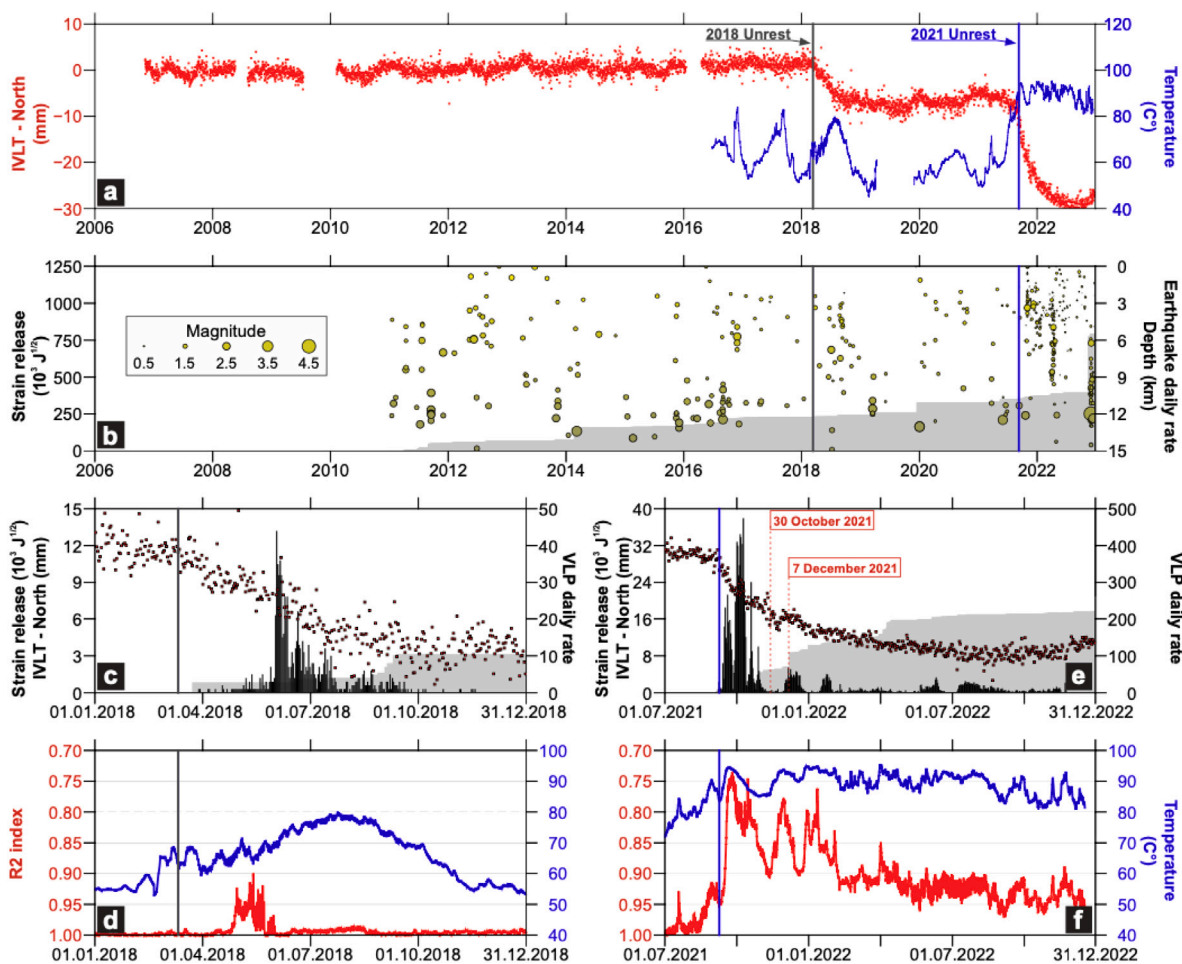 10
0
−10
−20
−30
IVLT - North
(mm)
2018 Unrest
2021 Unrest
120
100
80
60
40
Temperature
(C°)
a
2006 2008 2010 2012 2014 2016 2018 2020 2022
1250
1000
750
500
250
0
Strain release
(10³ J¹ᐟ²)
Magnitude
0.5 1.5 2.5 3.5 4.5
0
3
6
9
12
15
Earthquake daily rate
Depth (km)
b
2006 2008 2010 2012 2014 2016 2018 2020 2022
15
12
9
6
3
0
Strain release (10³ J¹ᐟ²)
IVLT - North (mm)
50
40
30
20
10
0
VLP daily
rate
c
01.01.2018 01.04.2018 01.07.2018 01.10.2018 31.12.2018
40
32
24
16
8
0
Strain release (10³ J¹ᐟ²)
IVLT - North (mm)
30 October 2021
7 December 2021
500
400
300
200
100
0
VLP daily
rate
e
01.07.2021 01.01.2022 01.07.2022 31.12.2022
0.70
0.75
0.80
0.85
0.90
0.95
1.00
R2 index
100
90
80
70
60
50
40
d
01.01.2018 01.04.2018 01.07.2018 01.10.2018 31.12.2018
0.70
0.75
0.80
0.85
0.90
0.95
1.00
100
90
80
70
60
50
40
Temperature
(C°)
f
01.07.2021 01.01.2022 01.07.2022 31.12.2022